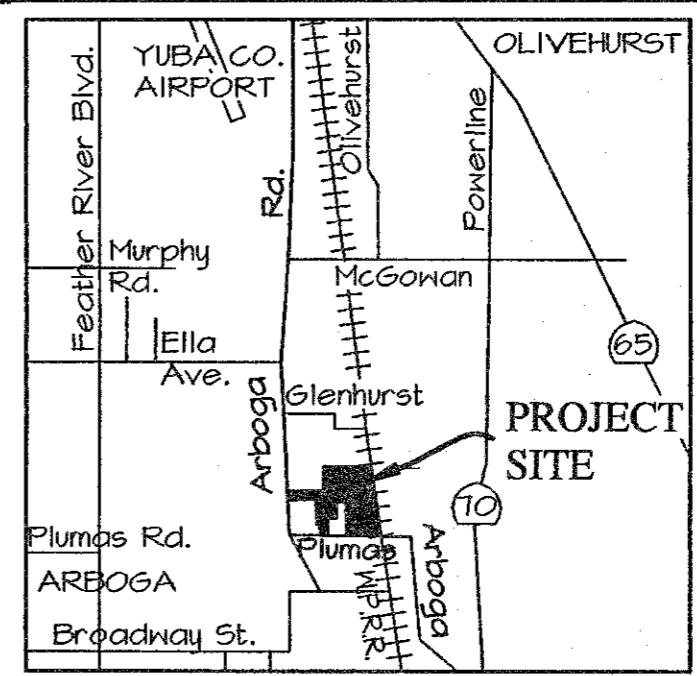 YUBA CO.
AIRPORT
OLIVEHURST
Feather River Blvd.
Rd.
Olivehurst
Powerline
Murphy
Rd.
McGowan
Ella
Ave.
65
Glenhurst
Arboga
PROJECT
SITE
70
Plumas Rd.
Plumas
Arboga
ARBOGA
W.P.R.R.
Broadway St.